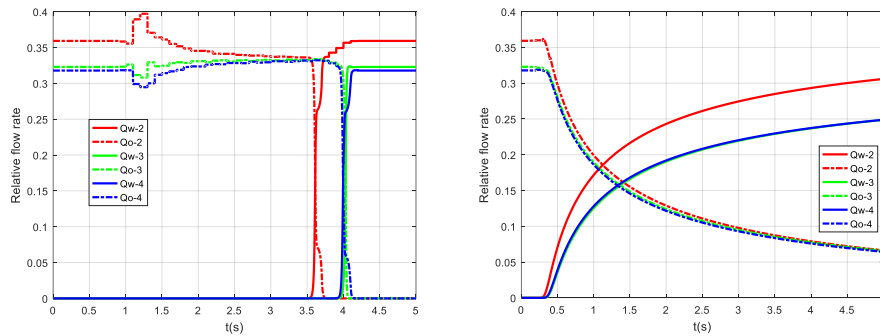 0.4
0.35
0.3
0.25
0.2
0.15
0.1
0.05
0
Relative flow rate
Qw-2
Qo-2
Qw-3
Qo-3
Qw-4
Qo-4
0 0.5 1 1.5 2 2.5 3 3.5 4 4.5 5
t(s)
0.4
0.35
0.3
0.25
0.2
0.15
0.1
0.05
0
Relative flow rate
Qw-2
Qo-2
Qw-3
Qo-3
Qw-4
Qo-4
0 0.5 1 1.5 2 2.5 3 3.5 4 4.5
t(s)